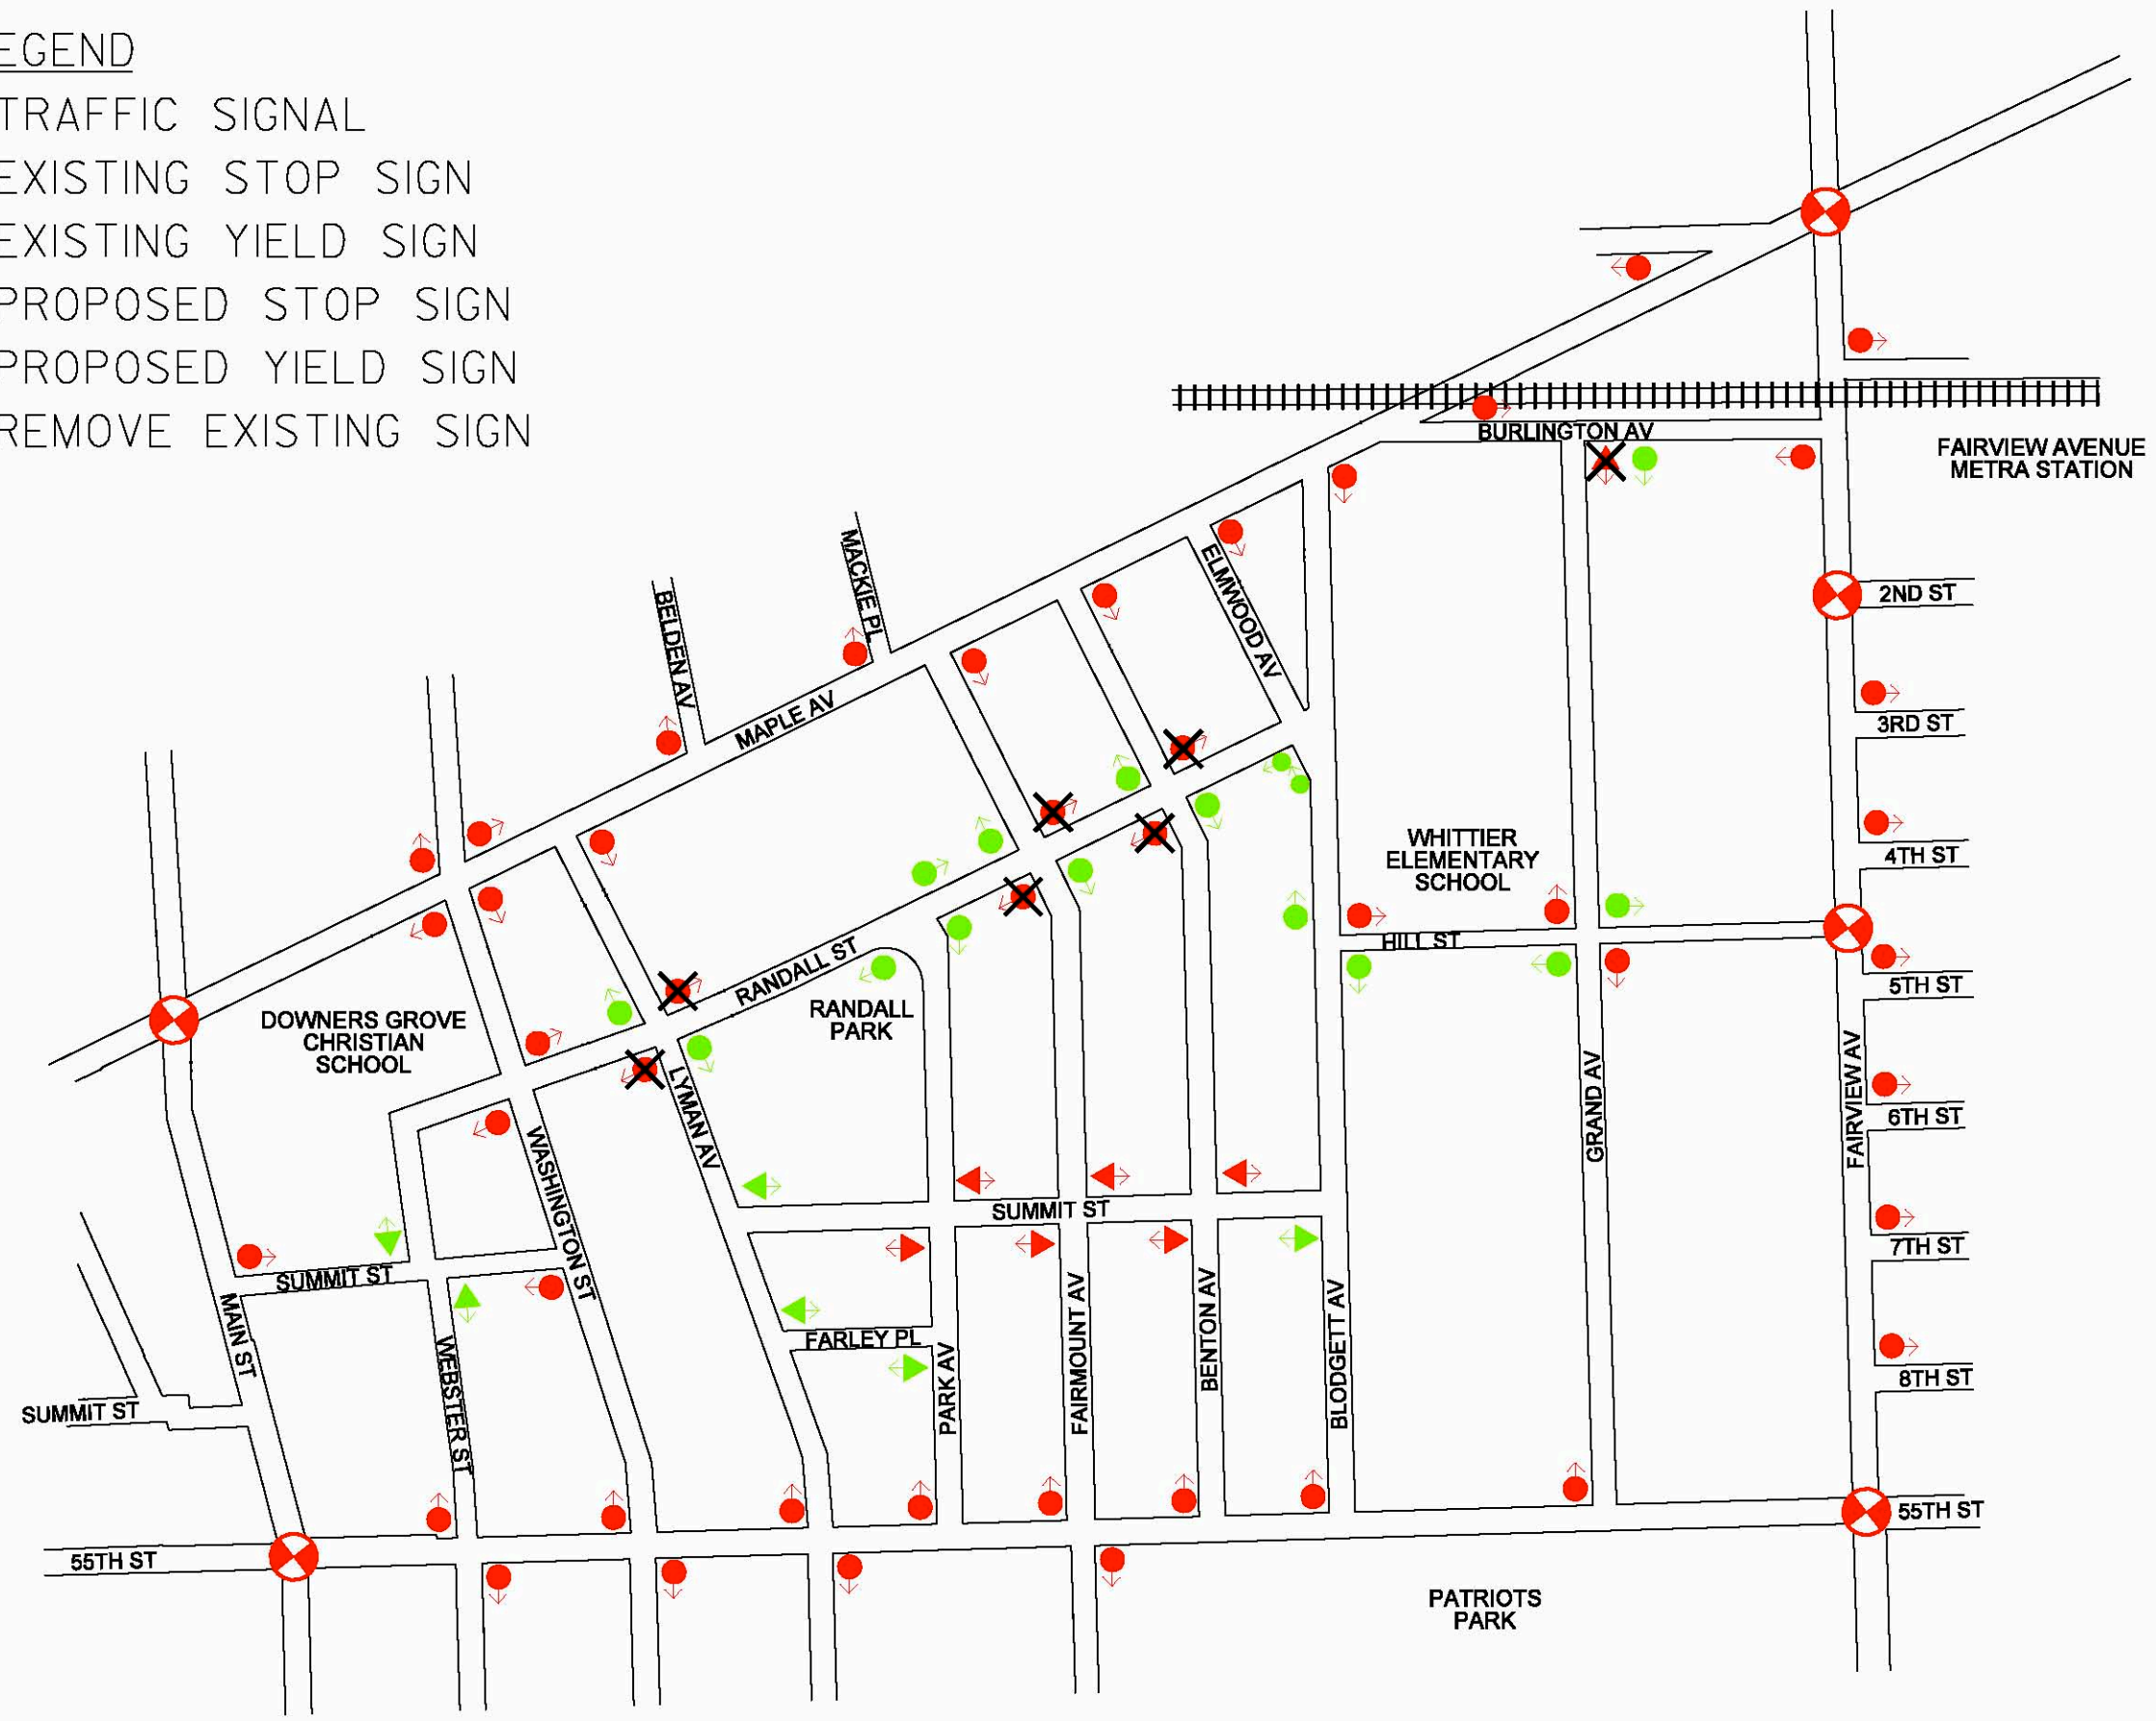 EGEND
TRAFFIC SIGNAL
EXISTING STOP SIGN
EXISTING YIELD SIGN
PROPOSED STOP SIGN
PROPOSED YIELD SIGN
REMOVE EXISTING SIGN
BURLINGTON AV
FAIRVIEW AVENUE
METRA STATION
MACKIE PL
BELDEN AV
ELMWOOD AV
MAPLE AV
2ND ST
3RD ST
4TH ST
WHITTIER
ELEMENTARY
SCHOOL
HILL ST
5TH ST
RANDALL ST
RANDALL
PARK
DOWNERS GROVE
CHRISTIAN
SCHOOL
LYMAN AV
GRAND AV
FAIRVIEW AV
6TH ST
WASHINGTON ST
SUMMIT ST
7TH ST
SUMMIT ST
MAIN ST
FARLEY PL
WEBSTER ST
PARK AV
FAIRMOUNT AV
BENTON AV
BLODGETT AV
8TH ST
SUMMIT ST
55TH ST
55TH ST
PATRIOTS
PARK